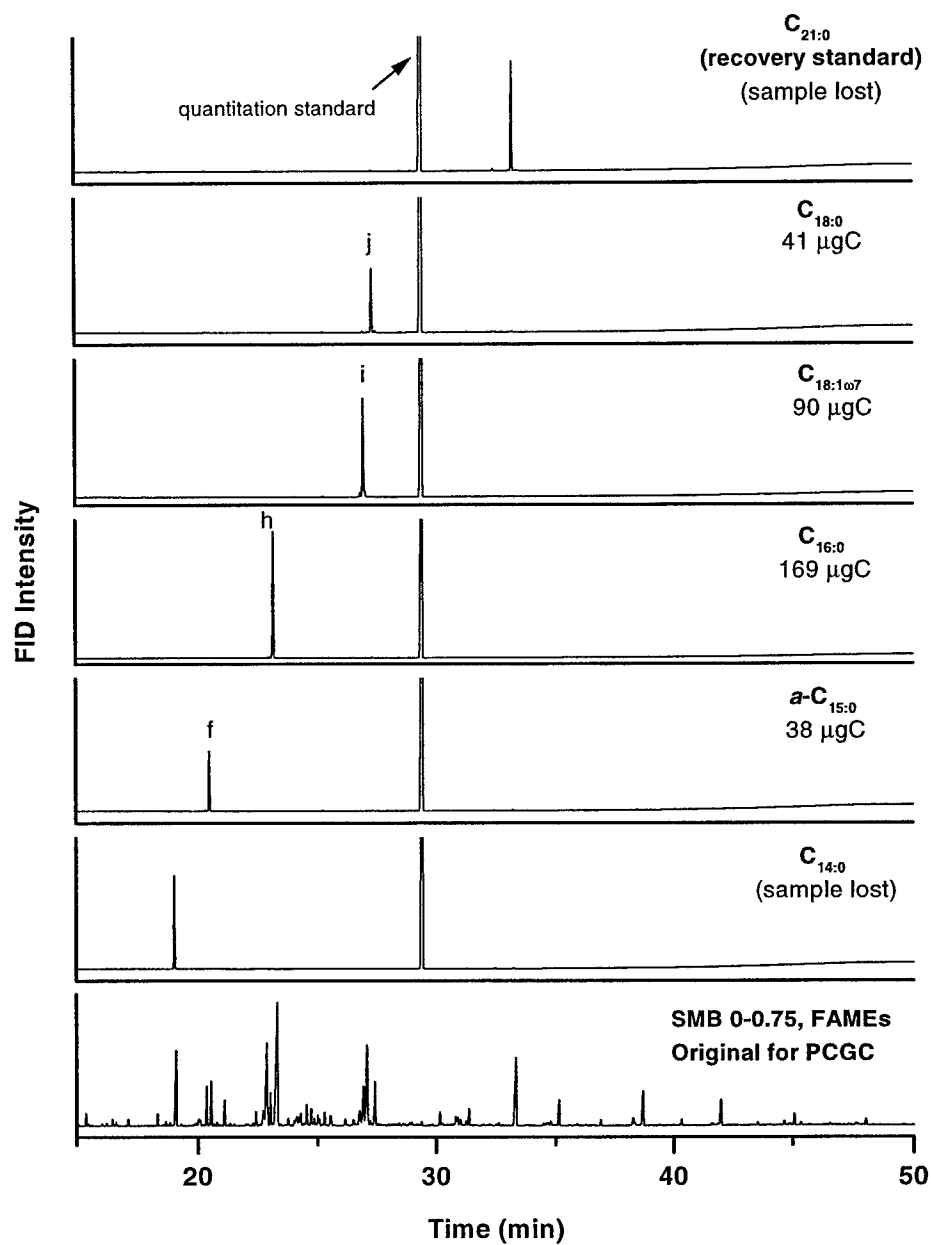 C21:0
(recovery standard)
(sample lost)
quantitation standard
C18:0
41 µgC
j
C18:1ω7
90 µgC
i
C16:0
169 µgC
h
a-C15:0
38 µgC
f
C14:0
(sample lost)
SMB 0-0.75, FAMEs
Original for PCGC
FID Intensity
20 30 40 50
Time (min)